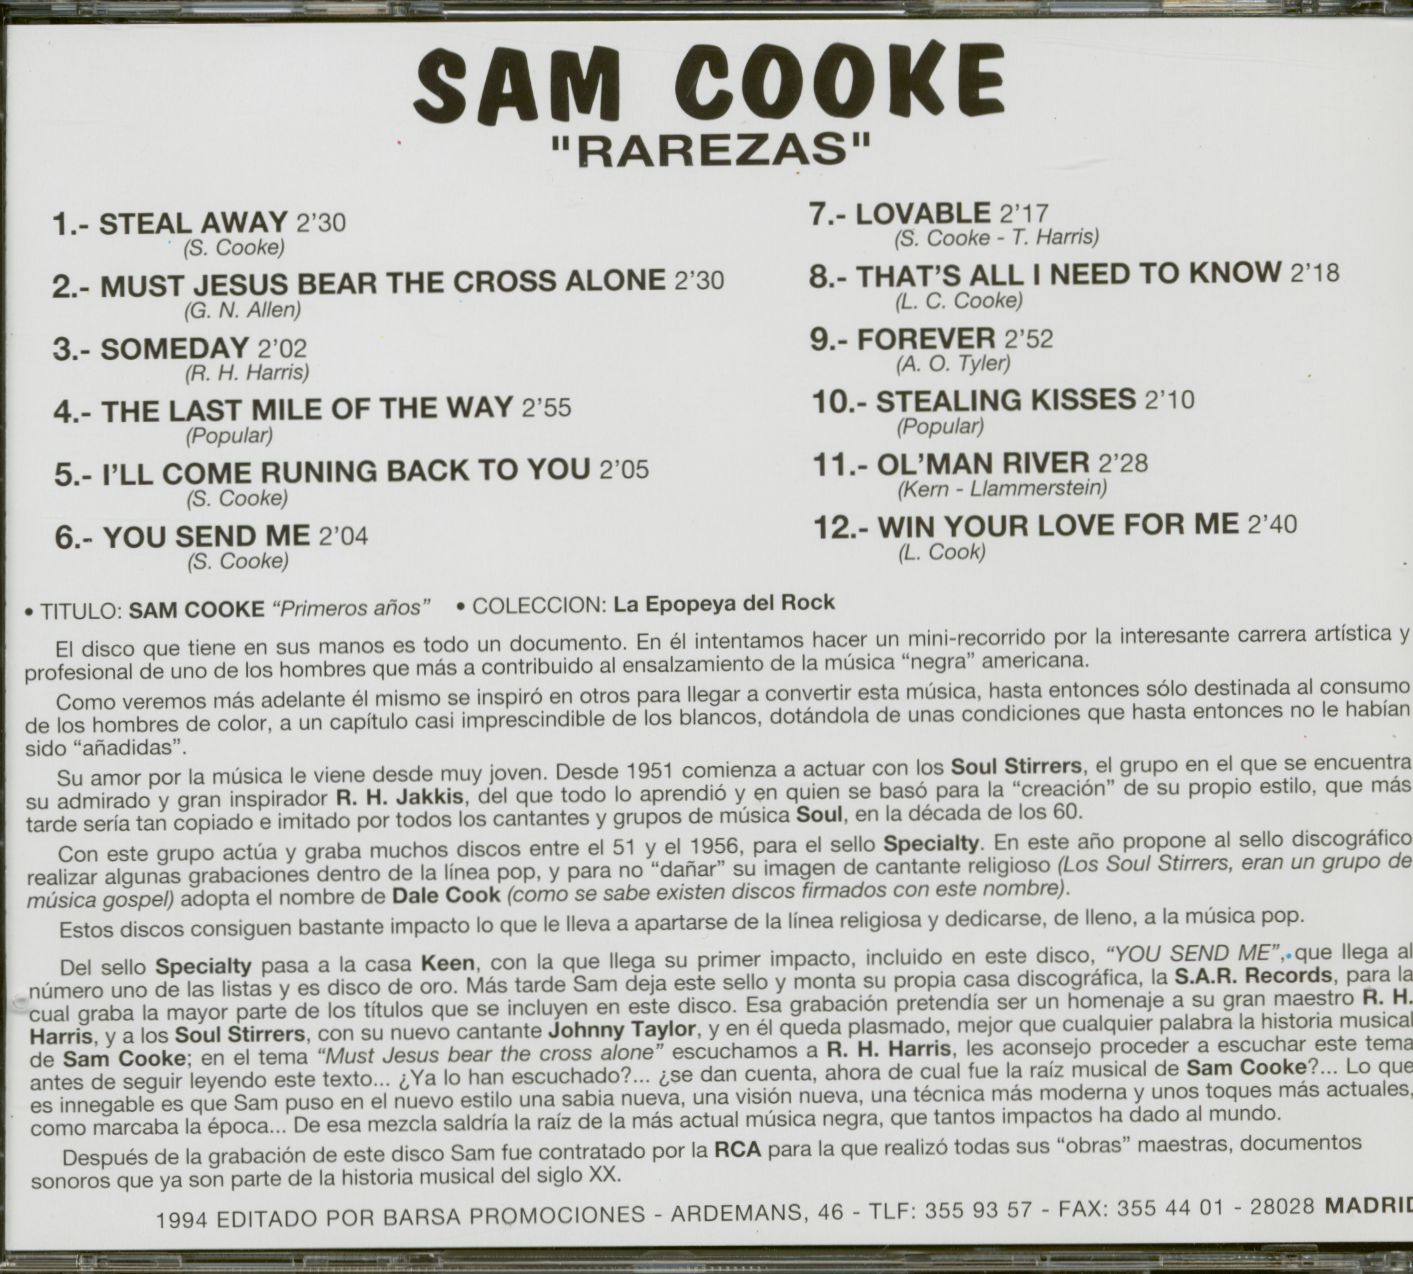 SAM COOKE
"RAREZAS"
1.- STEAL AWAY 2'30
(S. Cooke)
2.- MUST JESUS BEAR THE CROSS ALONE 2'30
(G. N. Allen)
3.- SOMEDAY 2'02
(R. H. Harris)
4.- THE LAST MILE OF THE WAY 2'55
(Popular)
5.- I'LL COME RUNING BACK TO YOU 2'05
(S. Cooke)
6.- YOU SEND ME 2'04
(S. Cooke)
7.- LOVABLE 2'17
(S. Cooke - T. Harris)
8.- THAT'S ALL I NEED TO KNOW 2'18
(L. C. Cooke)
9.- FOREVER 2'52
(A. O. Tyler)
10.- STEALING KISSES 2'10
(Popular)
11.- OL'MAN RIVER 2'28
(Kern - Llammerstein)
12.- WIN YOUR LOVE FOR ME 2'40
(L. Cook)
• TITULO: SAM COOKE “Primeros años” • COLECCION: La Epopeya del Rock
El disco que tiene en sus manos es todo un documento. En él intentamos hacer un mini-recorrido por la interesante carrera artística y
profesional de uno de los hombres que más a contribuido al ensalzamiento de la música “negra” americana.
Como veremos más adelante él mismo se inspiró en otros para llegar a convertir esta música, hasta entonces sólo destinada al consumo
de los hombres de color, a un capítulo casi imprescindible de los blancos, dotándola de unas condiciones que hasta entonces no le habían
sido “añadidas”.
Su amor por la música le viene desde muy joven. Desde 1951 comienza a actuar con los Soul Stirrers, el grupo en el que se encuentra
su admirado y gran inspirador R. H. Jakkis, del que todo lo aprendió y en quien se basó para la “creación” de su propio estilo, que más
tarde sería tan copiado e imitado por todos los cantantes y grupos de música Soul, en la década de los 60.
Con este grupo actúa y graba muchos discos entre el 51 y el 1956, para el sello Specialty. En este año propone al sello discográfico
realizar algunas grabaciones dentro de la línea pop, y para no “dañar” su imagen de cantante religioso (Los Soul Stirrers, eran un grupo de
música gospel) adopta el nombre de Dale Cook (como se sabe existen discos firmados con este nombre).
Estos discos consiguen bastante impacto lo que le lleva a apartarse de la línea religiosa y dedicarse, de lleno, a la música pop.
Del sello Specialty pasa a la casa Keen, con la que llega su primer impacto, incluido en este disco, “YOU SEND ME”, que llega al
número uno de las listas y es disco de oro. Más tarde Sam deja este sello y monta su propia casa discográfica, la S.A.R. Records, para la
cual graba la mayor parte de los títulos que se incluyen en este disco. Esa grabación pretendía ser un homenaje a su gran maestro R. H.
Harris, y a los Soul Stirrers, con su nuevo cantante Johnny Taylor, y en él queda plasmado, mejor que cualquier palabra la historia musical
de Sam Cooke; en el tema “Must Jesus bear the cross alone” escuchamos a R. H. Harris, les aconsejo proceder a escuchar este tema
antes de seguir leyendo este texto... ¿Ya lo han escuchado?... ¿se dan cuenta, ahora de cual fue la raíz musical de Sam Cooke?... Lo que
es innegable es que Sam puso en el nuevo estilo una sabia nueva, una visión nueva, una técnica más moderna y unos toques más actuales,
como marcaba la época... De esa mezcla saldría la raíz de la más actual música negra, que tantos impactos ha dado al mundo.
Después de la grabación de este disco Sam fue contratado por la RCA para la que realizó todas sus “obras” maestras, documentos
sonoros que ya son parte de la historia musical del siglo XX.
1994 EDITADO POR BARSA PROMOCIONES - ARDEMANS, 46 - TLF: 355 93 57 - FAX: 355 44 01 - 28028 MADRID